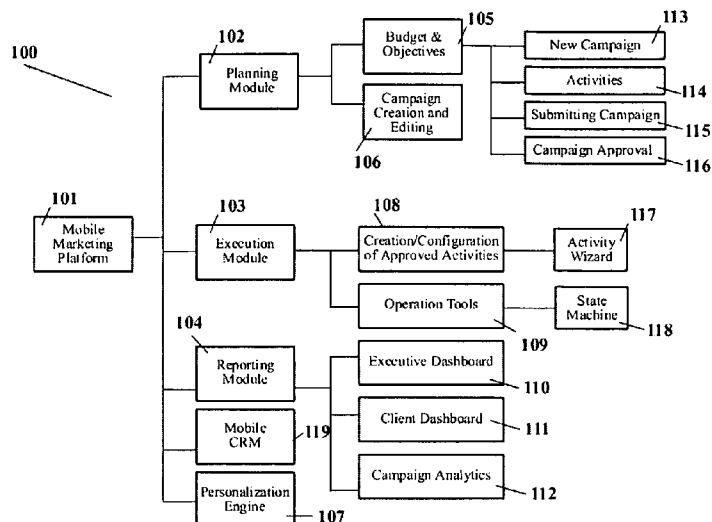 100
101
Mobile
Marketing
Platform
102
Planning
Module
Budget &
Objectives
105
Campaign
Creation and
Editing
106
New Campaign
113
Activities
114
Submitting Campaign
115
Campaign Approval
116
103
Execution
Module
108
Creation/Configuration
of Approved Activities
117
Activity
Wizard
Operation Tools
109
State
Machine
118
104
Reporting
Module
Executive Dashboard
110
Client Dashboard
111
Campaign Analytics
112
Mobile
CRM
119
Personalization
Engine
107